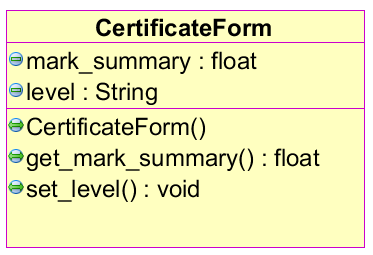 CertificateForm
mark_summary : float
level : String
CertificateForm()
get_mark_summary() : float
set_level() : void